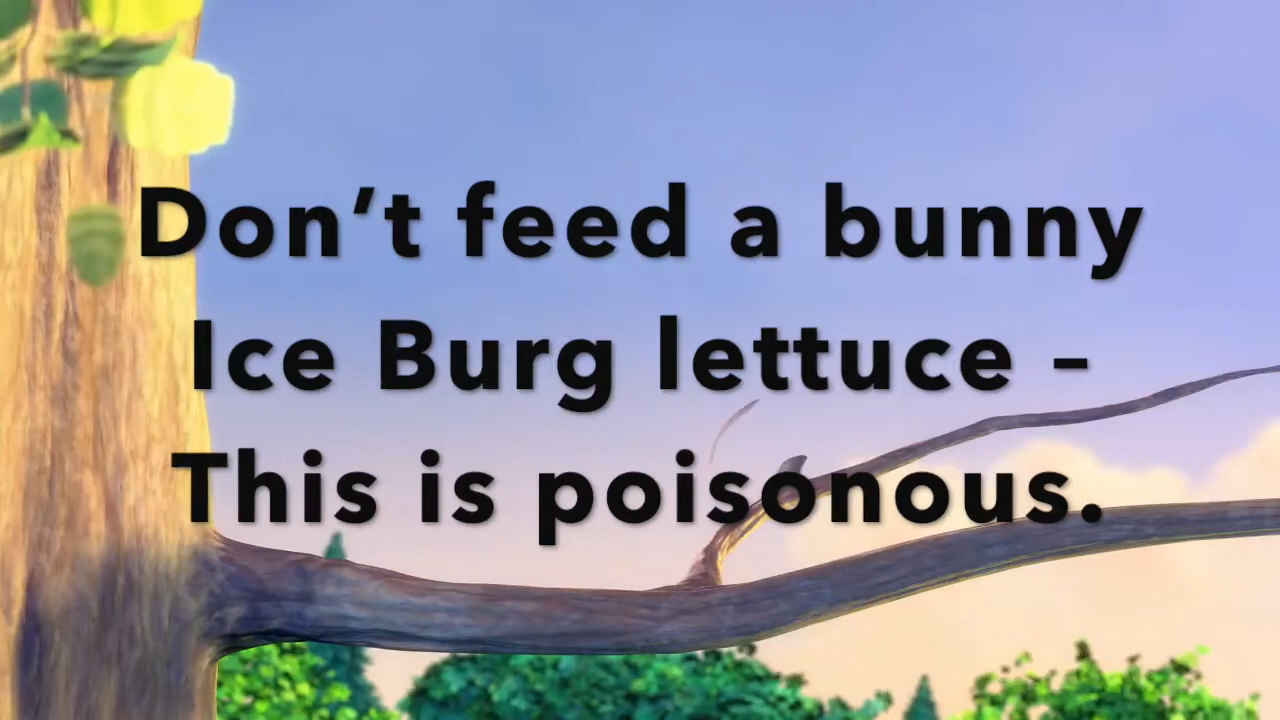 Don’t feed a bunny
Ice Burg lettuce –
This is poisonous.